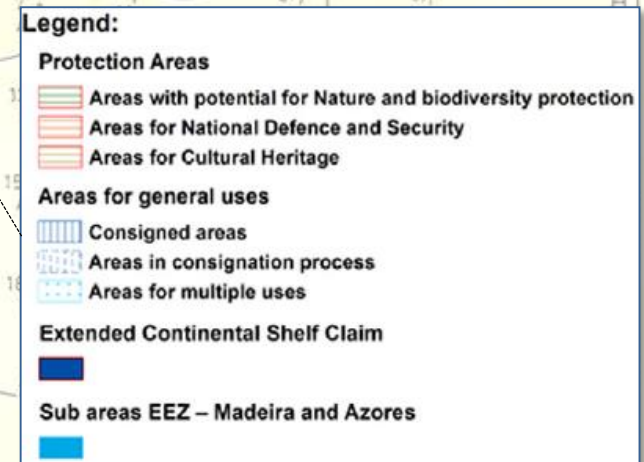 Legend:
Protection Areas
Areas with potential for Nature and biodiversity protection
Areas for National Defence and Security
Areas for Cultural Heritage
Areas for general uses
Consigned areas
Areas in consignation process
Areas for multiple uses
Extended Continental Shelf Claim
Sub areas EEZ – Madeira and Azores